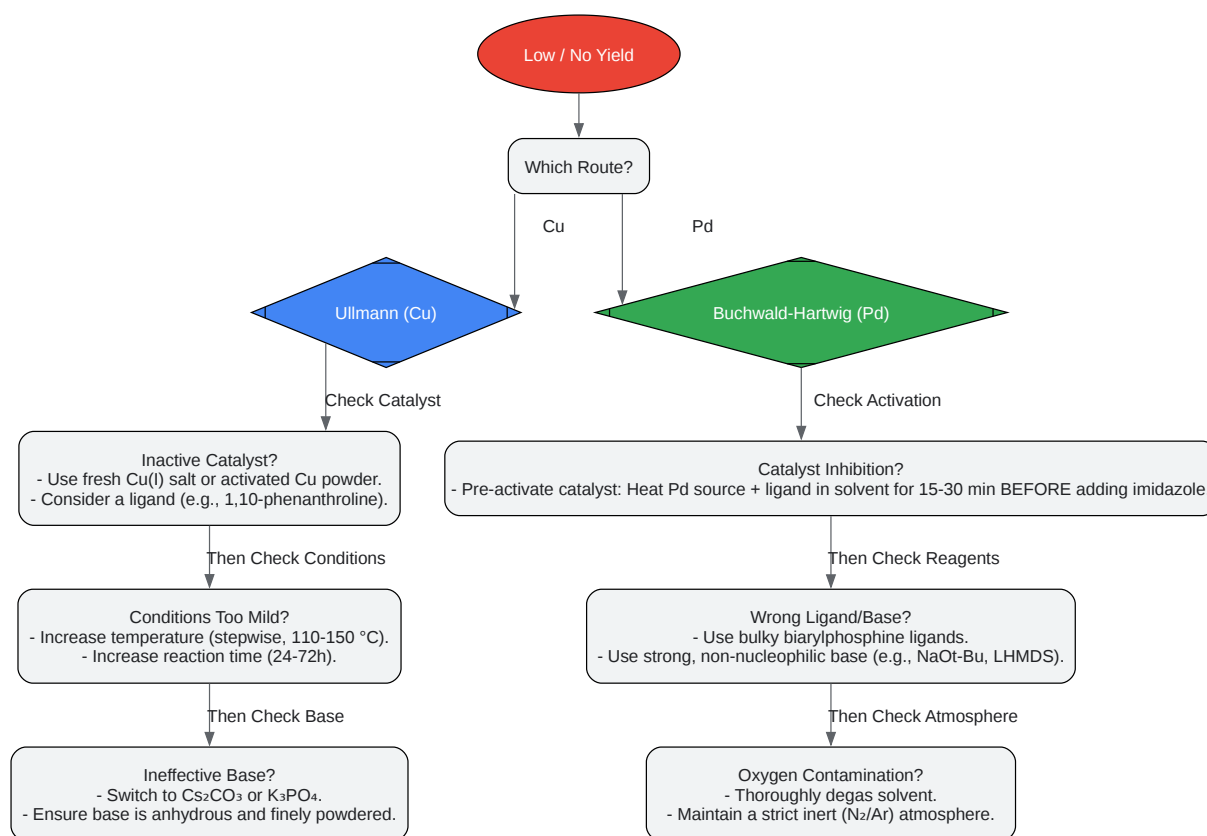 Low / No Yield
Which Route?
Cu
Pd
Ullmann (Cu)
Buchwald-Hartwig (Pd)
Check Catalyst
Check Activation
Inactive Catalyst?
- Use fresh Cu(I) salt or activated Cu powder.
- Consider a ligand (e.g., 1,10-phenanthroline).
Catalyst Inhibition?
- Pre-activate catalyst: Heat Pd source + ligand in solvent for 15-30 min BEFORE adding imidazole
Then Check Conditions
Then Check Reagents
Conditions Too Mild?
- Increase temperature (stepwise, 110-150 °C).
- Increase reaction time (24-72h).
Wrong Ligand/Base?
- Use bulky biarylphosphine ligands.
- Use strong, non-nucleophilic base (e.g., NaOt-Bu, LHMDS).
Then Check Base
Then Check Atmosphere
Ineffective Base?
- Switch to Cs₂CO₃ or K₃PO₄.
- Ensure base is anhydrous and finely powdered.
Oxygen Contamination?
- Thoroughly degas solvent.
- Maintain a strict inert (N₂/Ar) atmosphere.